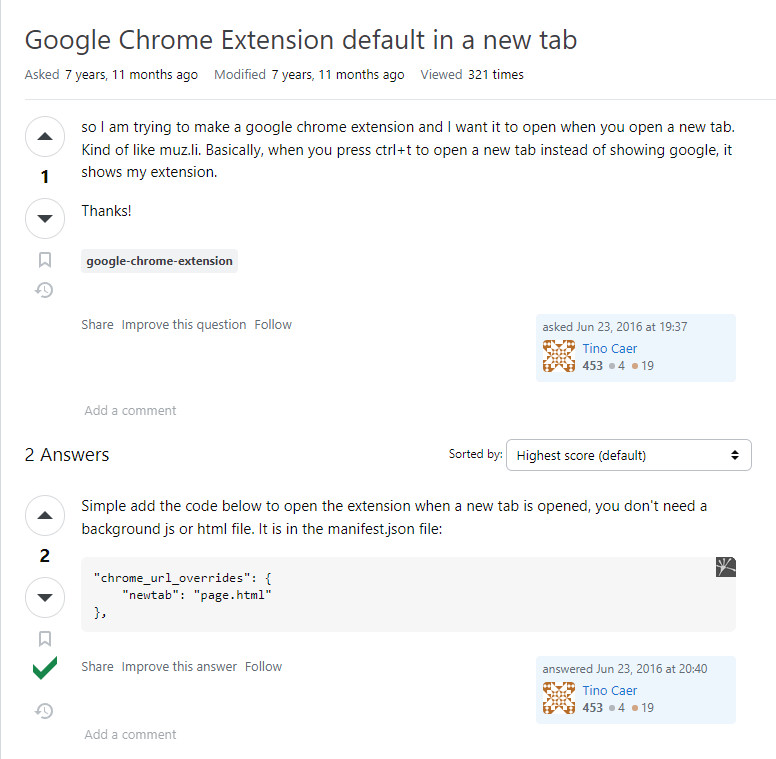 Google Chrome Extension default in a new tab
Asked 7 years, 11 months ago Modified 7 years, 11 months ago Viewed 321 times
so I am trying to make a google chrome extension and I want it to open when you open a new tab.
Kind of like muz.li. Basically, when you press ctrl+t to open a new tab instead of showing google, it
shows my extension.
1
Thanks!
google-chrome-extension
Share Improve this question Follow
asked Jun 23, 2016 at 19:37
Tino Caer
453 4 19
Add a comment
2 Answers
Sorted by: Highest score (default)
Simple add the code below to open the extension when a new tab is opened, you don't need a
background js or html file. It is in the manifest.json file:
2
"chrome_url_overrides": {
    "newtab": "page.html"
},
Share Improve this answer Follow
answered Jun 23, 2016 at 20:40
Tino Caer
453 4 19
Add a comment